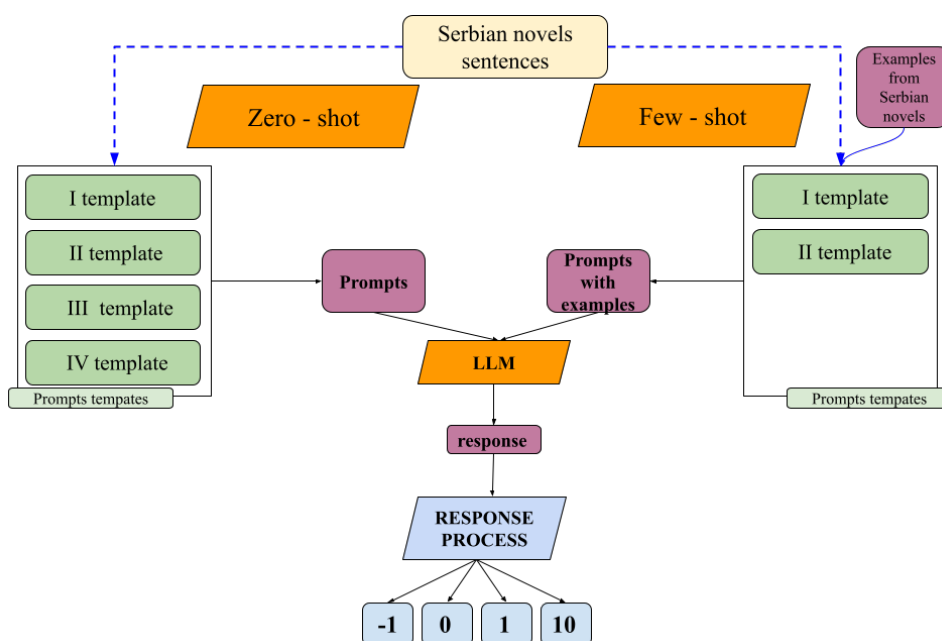 Serbian novels
sentences
Examples
from
Serbian
novels
Zero - shot
Few - shot
I template
II template
III template
IV template
Prompts tempates
I template
II template
Prompts tempates
Prompts
Prompts
with
examples
LLM
response
RESPONSE
PROCESS
-1
0
1
10